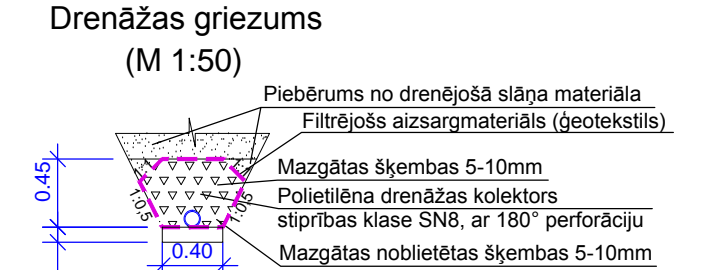 Drenāžas griezums
(M 1:50)
Piebērums no drenējošā slāņa materiāla
Filtrējošs aizsargmateriāls (ģeotekstils)
Mazgātas šķembas 5-10mm
Polietilēna drenāžas kolektors
stiprības klase SN8, ar 180° perforāciju
Mazgātas noblietētas šķembas 5-10mm
0.45
1:0.5
1:0.5
0.40